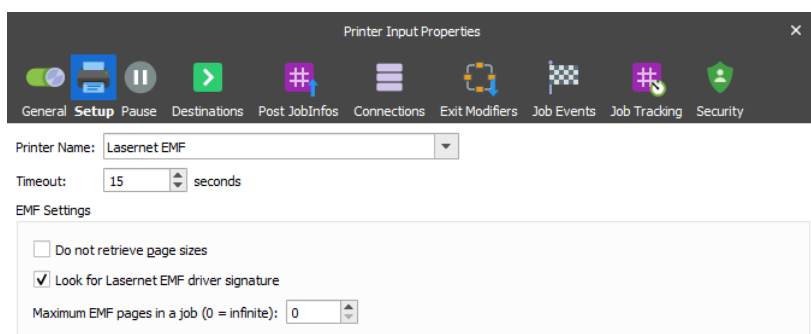 Printer Input Properties
General Setup Pause Destinations Post JobInfos Connections Exit Modifiers Job Events Job Tracking Security
Printer Name: Lasernet EMF
Timeout: 15 seconds
EMF Settings
Do not retrieve page sizes
Look for Lasernet EMF driver signature
Maximum EMF pages in a job (0 = infinite): 0